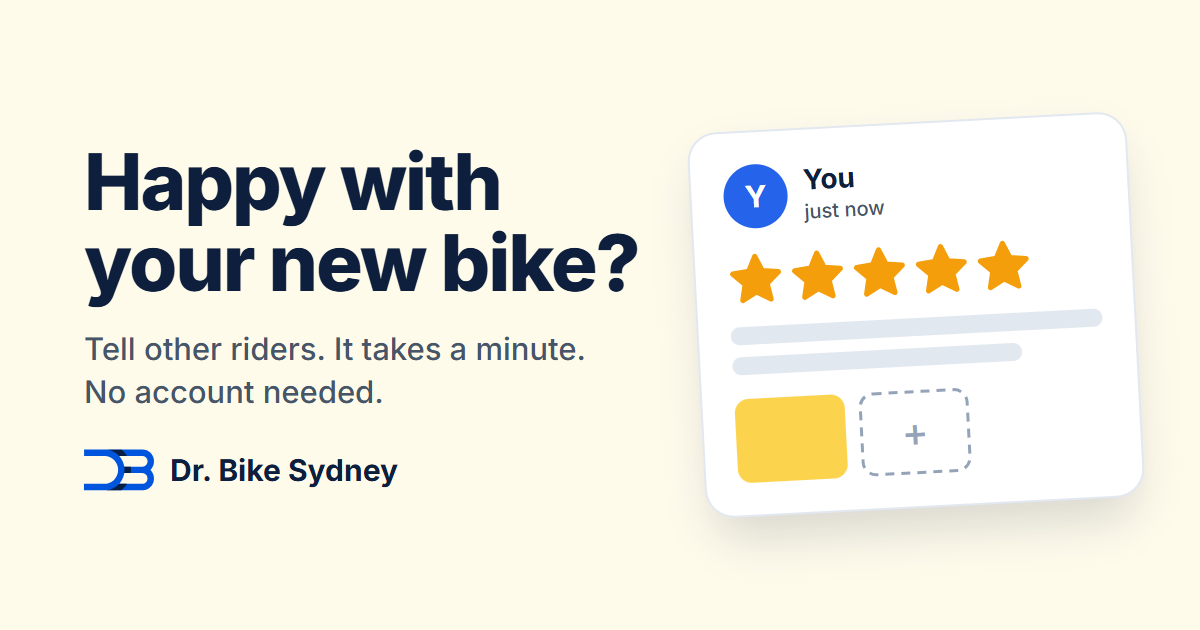 Happy with
your new bike?
Tell other riders. It takes a minute.
No account needed.
DB Dr. Bike Sydney
Y
You
just now
+